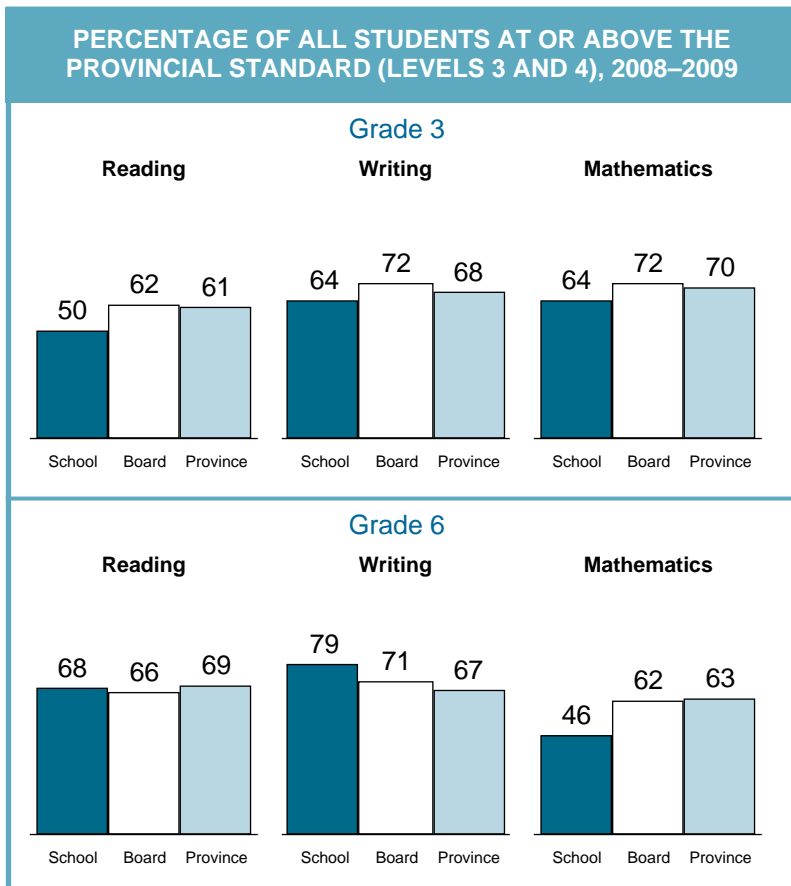 PERCENTAGE OF ALL STUDENTS AT OR ABOVE THE
PROVINCIAL STANDARD (LEVELS 3 AND 4), 2008–2009
Grade 3
Reading Writing Mathematics
50 62 61 64 72 68 64 72 70
School Board Province School Board Province School Board Province
Grade 6
Reading Writing Mathematics
68 66 69 79 71 67 46 62 63
School Board Province School Board Province School Board Province